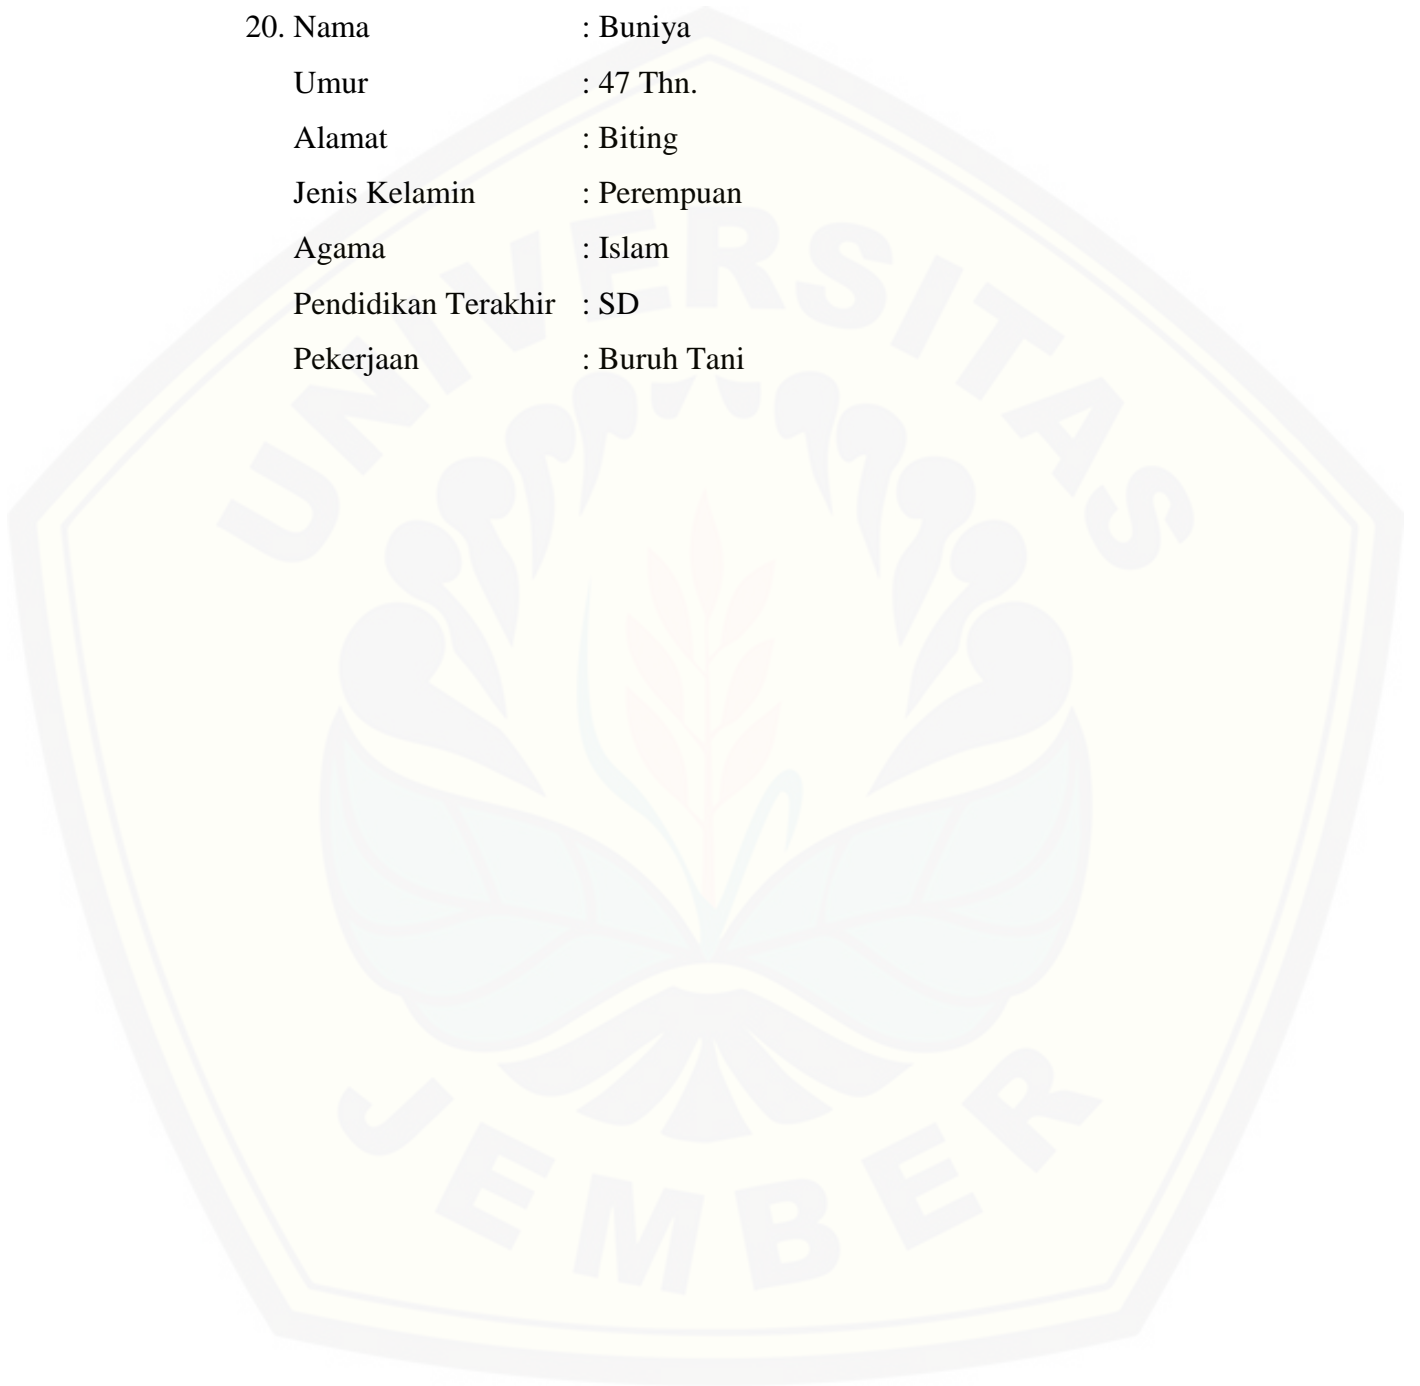 20. Nama : Buniya
Umur : 47 Thn.
Alamat : Biting
Jenis Kelamin : Perempuan
Agama : Islam
Pendidikan Terakhir : SD
Pekerjaan : Buruh Tani
UNIVERSITAS
JEMBER